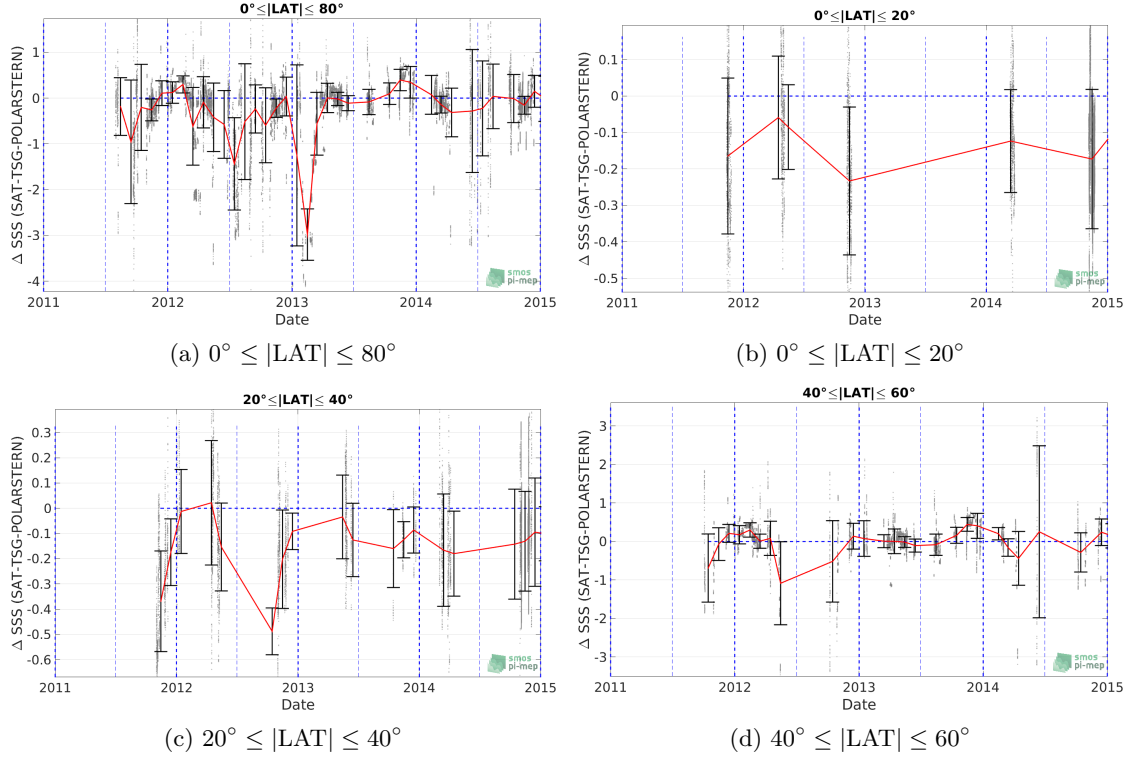 0°≤|LAT|≤ 80°
Δ SSS (SAT-TSG-POLARSTERN)
1
0
-1
-2
-3
-4
2011
2012
2013
2014
2015
Date
smos
pi-mep
(a) 0° ≤ |LAT| ≤ 80°
0°≤|LAT|≤ 20°
Δ SSS (SAT-TSG-POLARSTERN)
0.1
0
-0.1
-0.2
-0.3
-0.4
-0.5
2011
2012
2013
2014
2015
Date
smos
pi-mep
(b) 0° ≤ |LAT| ≤ 20°
20°≤|LAT|≤ 40°
Δ SSS (SAT-TSG-POLARSTERN)
0.3
0.2
0.1
0
-0.1
-0.2
-0.3
-0.4
-0.5
-0.6
2011
2012
2013
2014
2015
Date
smos
pi-mep
(c) 20° ≤ |LAT| ≤ 40°
40°≤|LAT|≤ 60°
Δ SSS (SAT-TSG-POLARSTERN)
3
2
1
0
-1
-2
-3
2011
2012
2013
2014
2015
Date
smos
pi-mep
(d) 40° ≤ |LAT| ≤ 60°